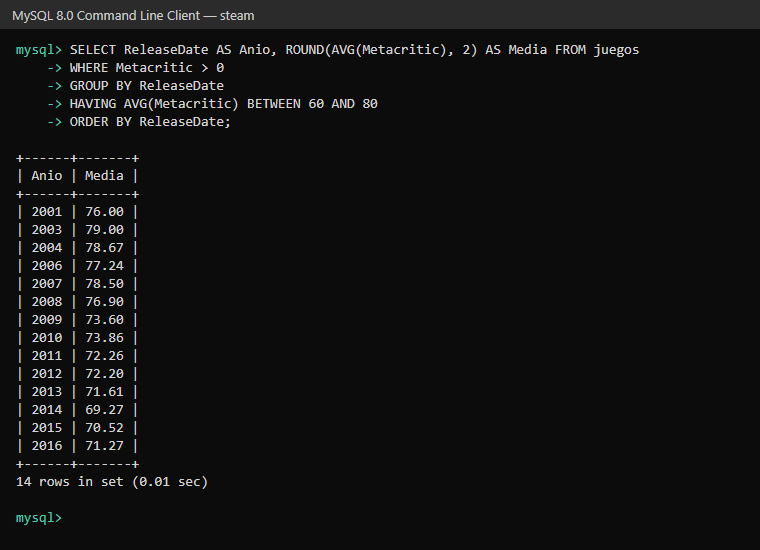 MySQL 8.0 Command Line Client — steam
mysql> SELECT ReleaseDate AS Anio, ROUND(AVG(Metacritic), 2) AS Media FROM juegos
    -> WHERE Metacritic > 0
    -> GROUP BY ReleaseDate
    -> HAVING AVG(Metacritic) BETWEEN 60 AND 80
    -> ORDER BY ReleaseDate;
+------+-------+
| Anio | Media |
+------+-------+
| 2001 | 76.00 |
| 2003 | 79.00 |
| 2004 | 78.67 |
| 2006 | 77.24 |
| 2007 | 78.50 |
| 2008 | 76.90 |
| 2009 | 73.60 |
| 2010 | 73.86 |
| 2011 | 72.26 |
| 2012 | 72.20 |
| 2013 | 71.61 |
| 2014 | 69.27 |
| 2015 | 70.52 |
| 2016 | 71.27 |
+------+-------+
14 rows in set (0.01 sec)
mysql>